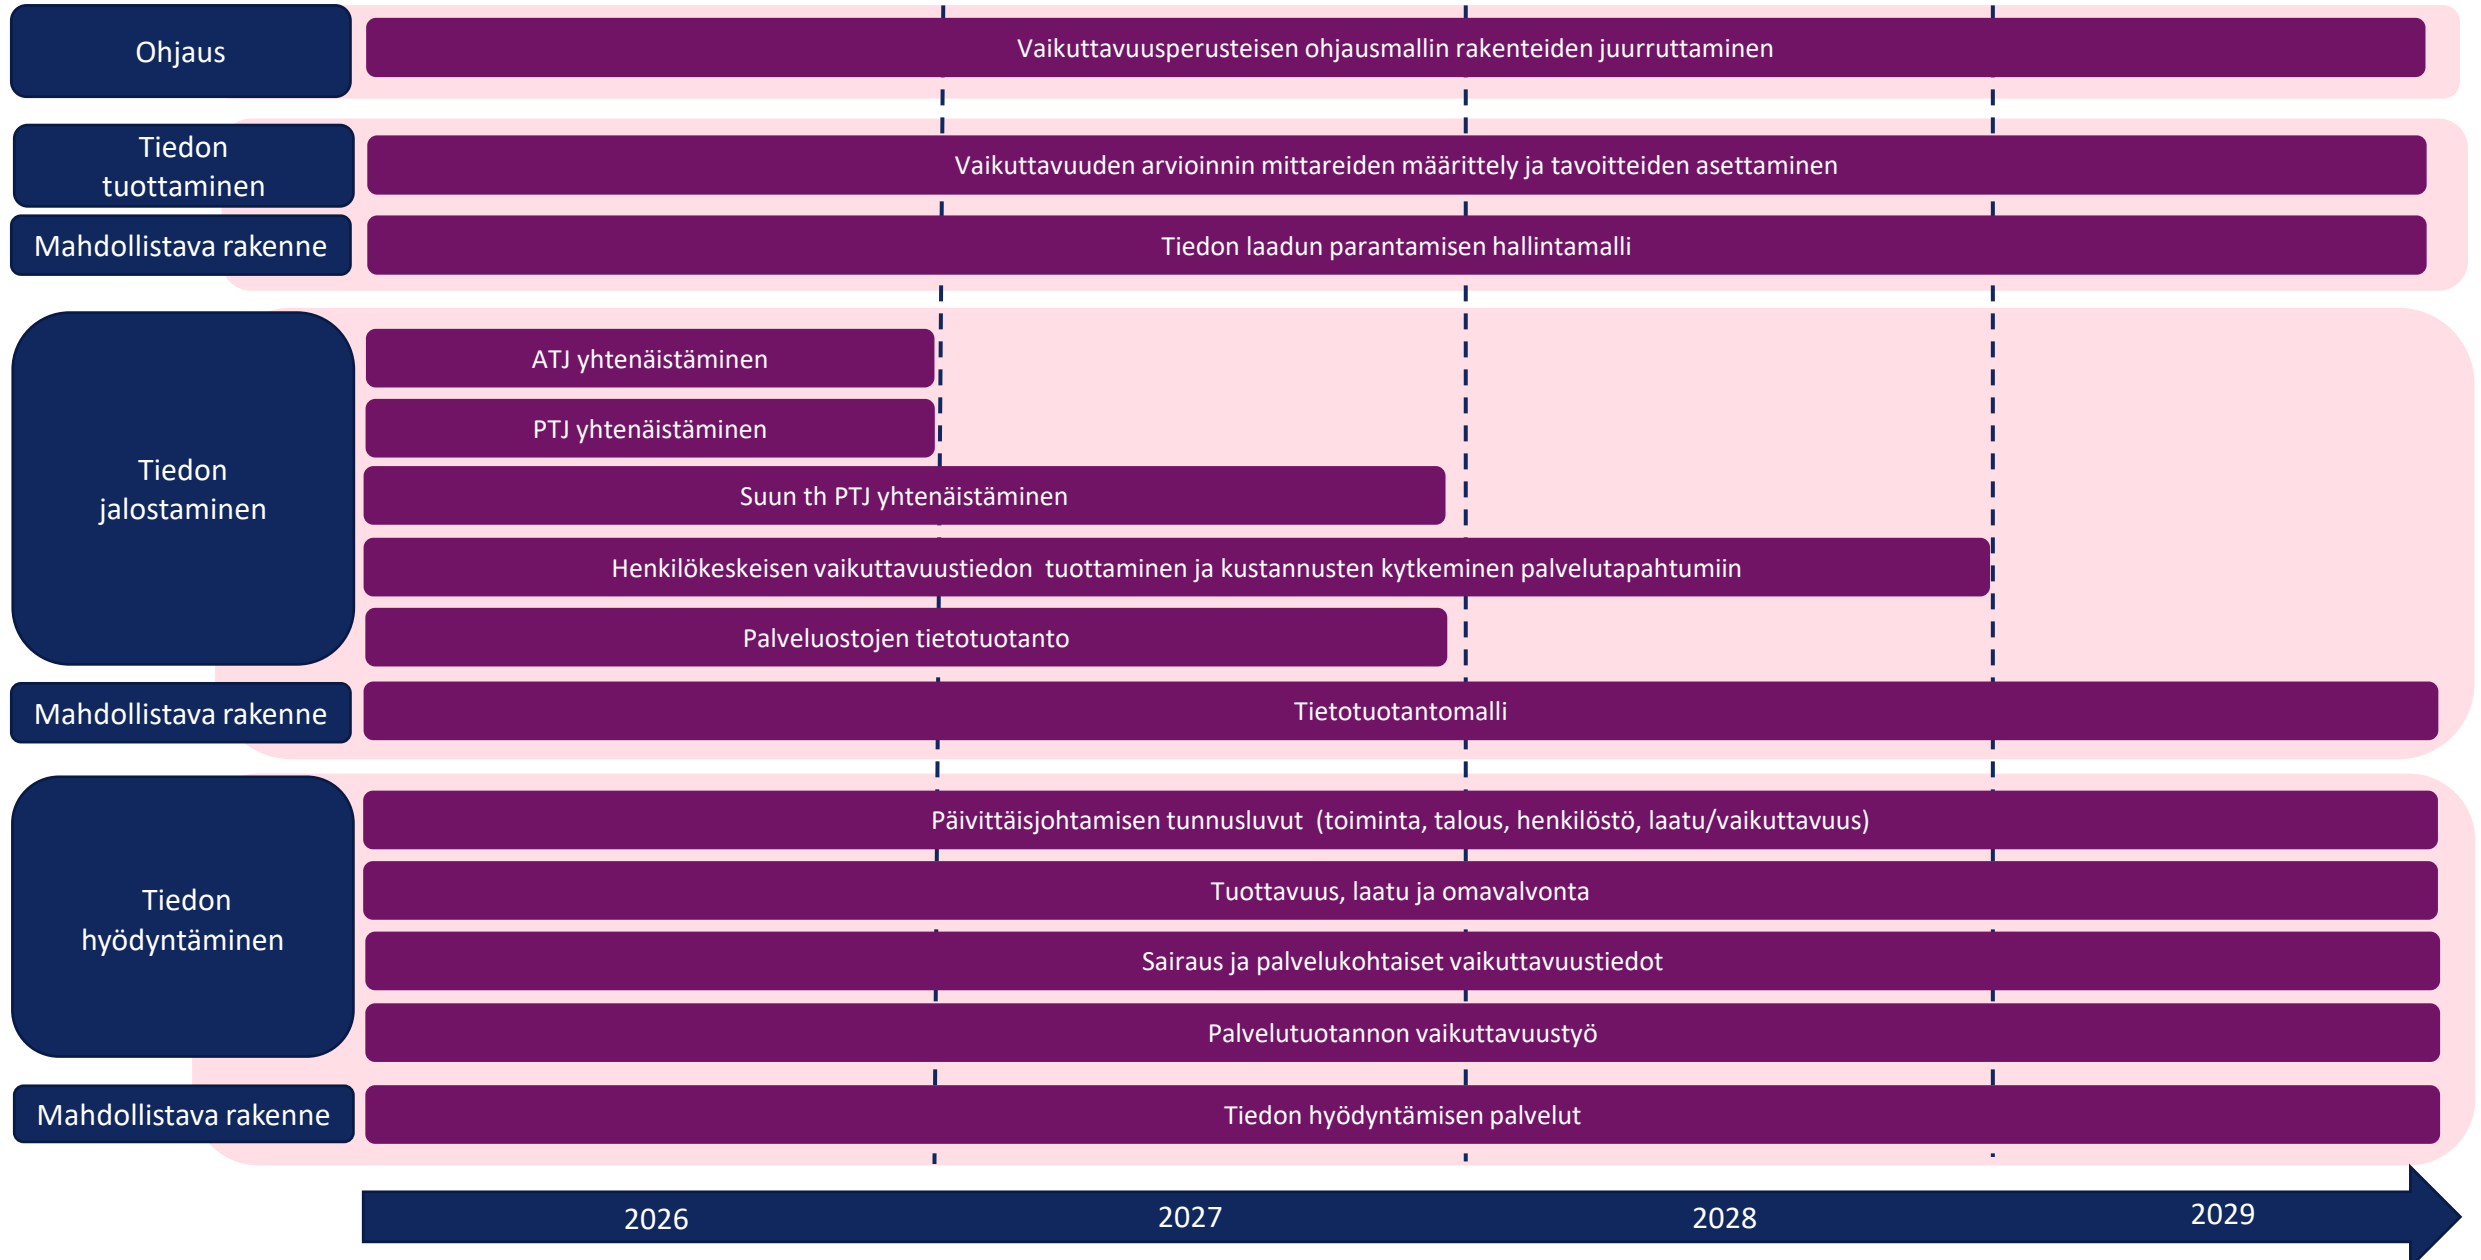 Ohjaus
Vaikuttavuusperusteisen ohjausmallin rakenteiden juurruttaminen
Tiedon
tuottaminen
Vaikuttavuuden arvioinnin mittareiden määrittely ja tavoitteiden asettaminen
Mahdollistava rakenne
Tiedon laadun parantamisen hallintamalli
Tiedon
jalostaminen
ATJ yhtenäistäminen
PTJ yhtenäistäminen
Suun th PTJ yhtenäistäminen
Henkilökeskeisen vaikuttavuustiedon tuottaminen ja kustannusten kytkeminen palvelutapahtumiin
Palveluostojen tietotuotanto
Mahdollistava rakenne
Tietotuotantomalli
Tiedon
hyödyntäminen
Päivittäisjohtamisen tunnusluvut (toiminta, talous, henkilöstö, laatu/vaikuttavuus)
Tuottavuus, laatu ja omavalvonta
Sairaus ja palvelukohtaiset vaikuttavuustiedot
Palvelutuotannon vaikuttavuustyö
Mahdollistava rakenne
Tiedon hyödyntämisen palvelut
2026
2027
2028
2029